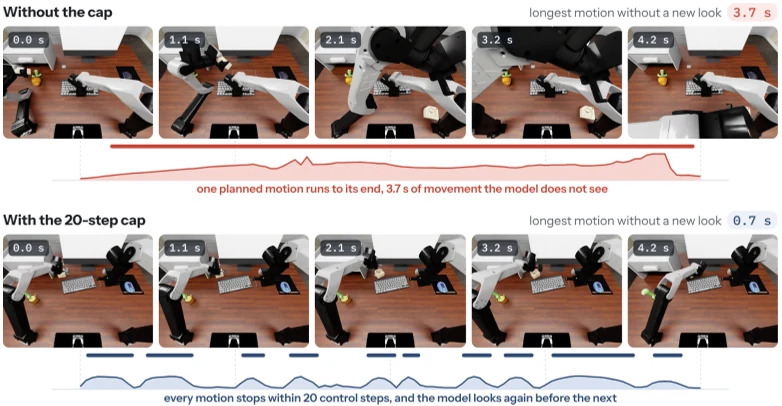 Without the cap
longest motion without a new look 3.7 s
0.0 s
1.1 s
2.1 s
3.2 s
4.2 s
one planned motion runs to its end, 3.7 s of movement the model does not see
With the 20-step cap
longest motion without a new look 0.7 s
0.0 s
1.1 s
2.1 s
3.2 s
4.2 s
every motion stops within 20 control steps, and the model looks again before the next